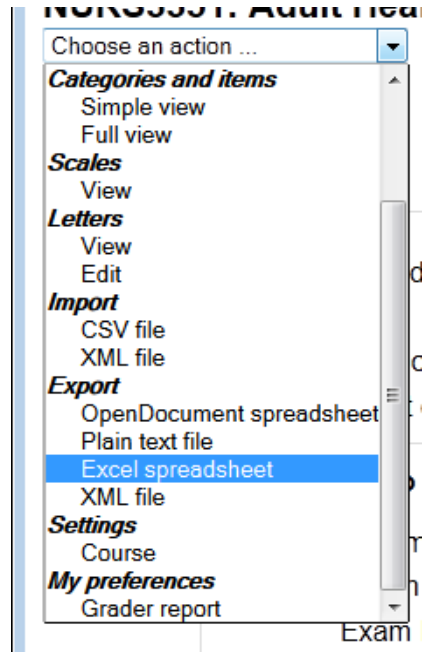 Adult
Choose an action ...
Categories and items
Simple view
Full view
Scales
View
Letters
View
Edit
Import
CSV file
XML file
Export
OpenDocument spreadsheet
Plain text file
Excel spreadsheet
XML file
Settings
Course
My preferences
Grader report
Exam